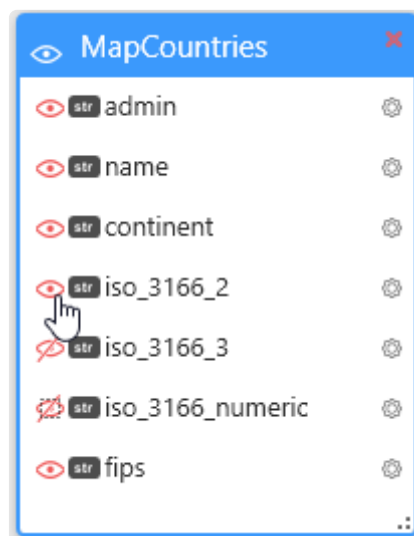 MapCountries
str admin
str name
str continent
str iso_3166_2
str iso_3166_3
str iso_3166_numeric
str fips